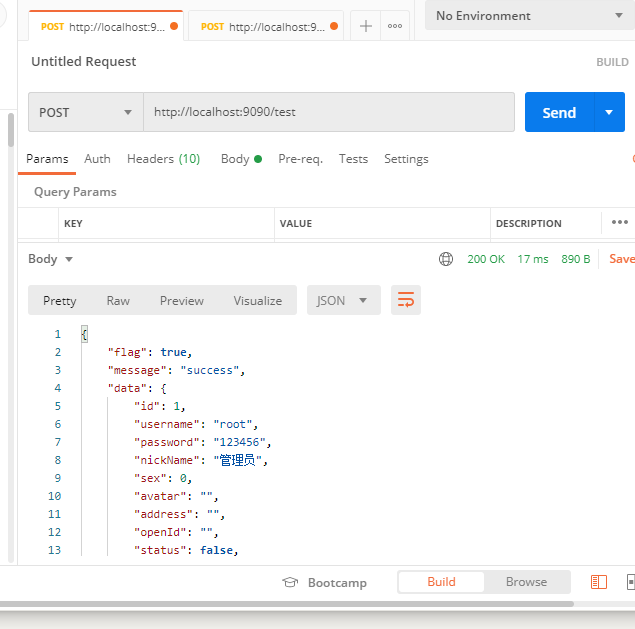 POST http://localhost:9... POST http://localhost:9... No Environment
Untitled Request BUILD
POST http://localhost:9090/test Send
Params Auth Headers (10) Body Pre-req. Tests Settings
Query Params
KEY VALUE DESCRIPTION
Body 200 OK 17 ms 890 B Save
Pretty Raw Preview Visualize JSON
1 {
2 "flag": true,
3 "message": "success",
4 "data": {
5 "id": 1,
6 "username": "root",
7 "password": "123456",
8 "nickName": "管理员",
9 "sex": 0,
10 "avatar": "",
11 "address": "",
12 "openId": "",
13 "status": false,
Bootcamp Build Browse